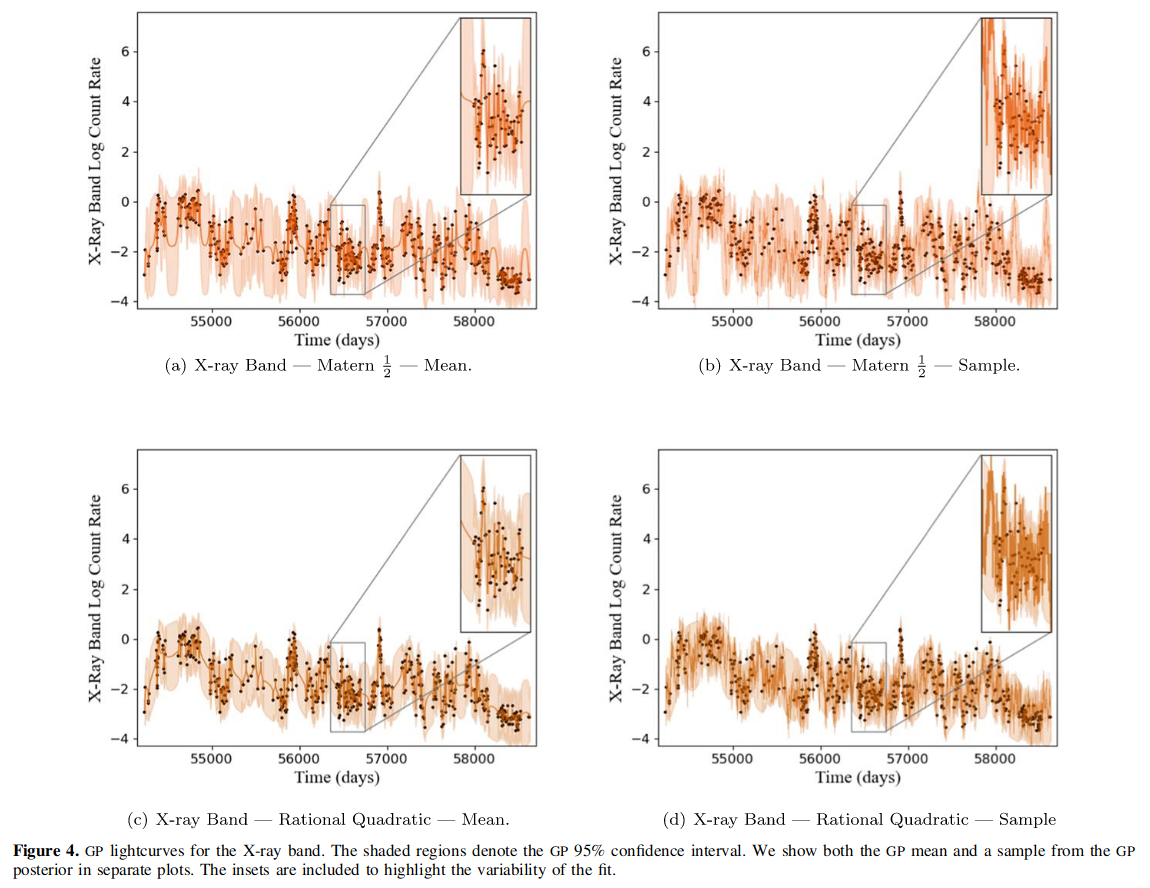 6
4
2
0
−2
−4
X-Ray Band Log Count Rate
55000 56000 57000 58000
Time (days)
(a) X-ray Band — Matern 1/2 — Mean.
6
4
2
0
−2
−4
X-Ray Band Log Count Rate
55000 56000 57000 58000
Time (days)
(b) X-ray Band — Matern 1/2 — Sample.
6
4
2
0
−2
−4
X-Ray Band Log Count Rate
55000 56000 57000 58000
Time (days)
(c) X-ray Band — Rational Quadratic — Mean.
6
4
2
0
−2
−4
X-Ray Band Log Count Rate
55000 56000 57000 58000
Time (days)
(d) X-ray Band — Rational Quadratic — Sample
Figure 4. GP lightcurves for the X-ray band. The shaded regions denote the GP 95% confidence interval. We show both the GP mean and a sample from the GP
posterior in separate plots. The insets are included to highlight the variability of the fit.